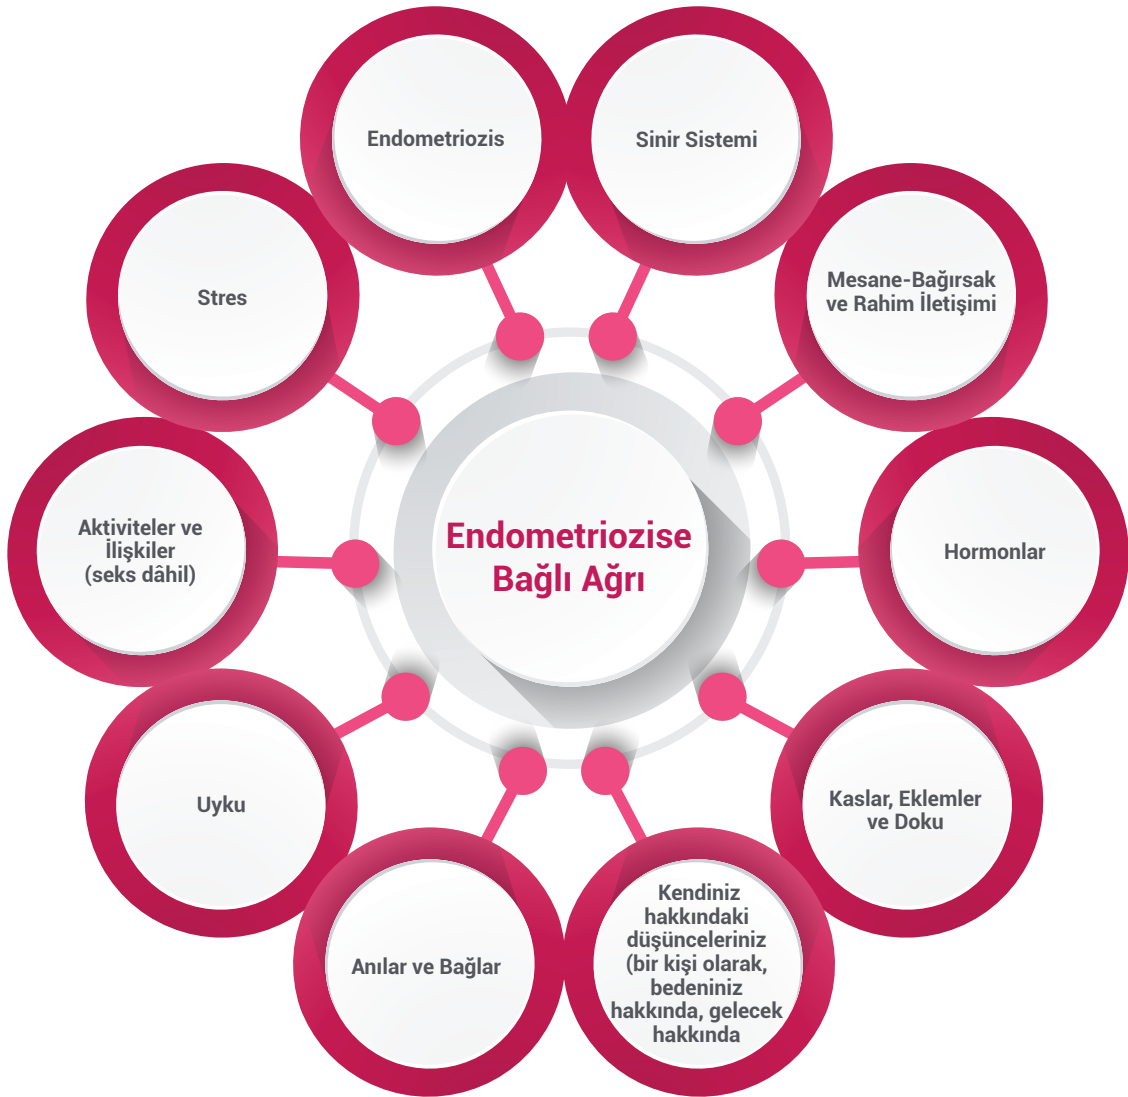 Endometriozis
Sinir Sistemi
Stres
Mesane-Bağırsak
ve Rahim İletişimi
Aktiviteler ve
İlişkiler
(seks dâhil)
Endometriozise
Bağlı Ağrı
Hormonlar
Uyku
Kaslar, Eklemler
ve Doku
Anılar ve Bağlar
Kendiniz
hakkındaki
düşünceleriniz
(bir kişi olarak,
bedeniniz
hakkında, gelecek
hakkında